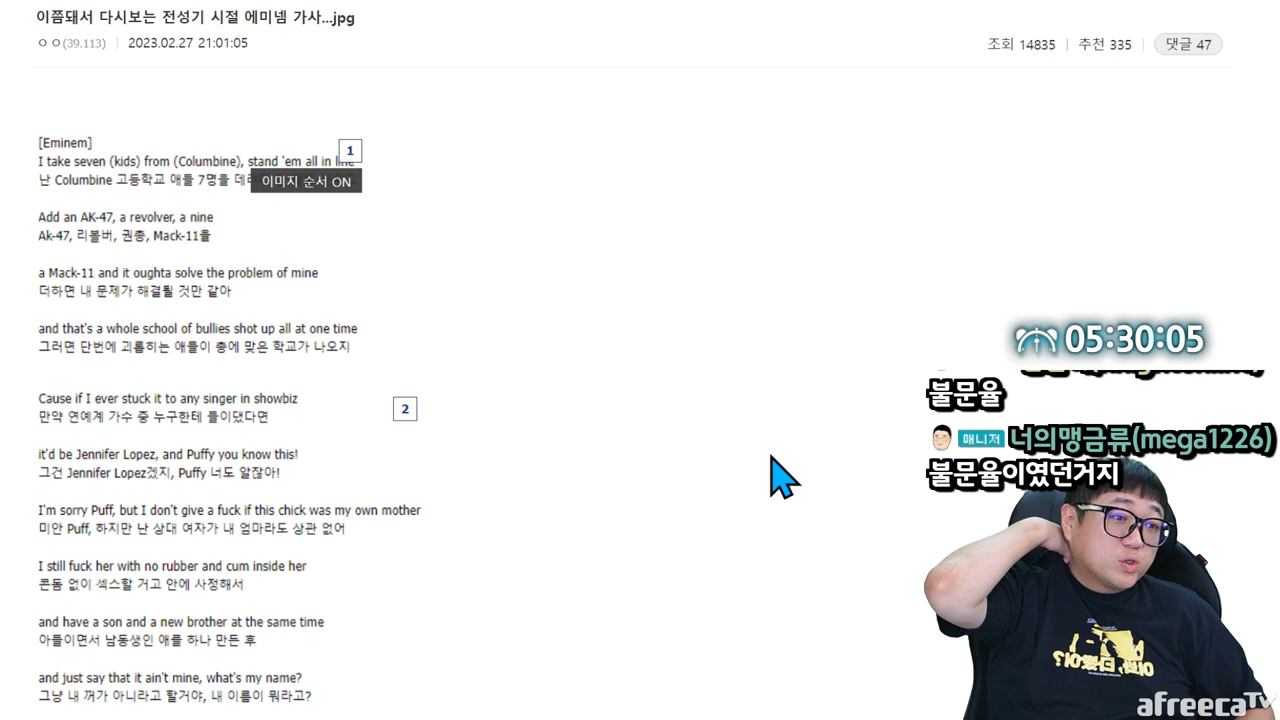 이쯤돼서 다시보는 전성기 시절 에미넴 가사...jpg
ㅇㅇ(39.113) 2023.02.27 21:01:05
조회 14835 추천 335 댓글 47
[Eminem]
1
I take seven (kids) from (Columbine), stand 'em all in line
난 Columbine 고등학교 애들 7명을
이미지 순서 ON
Add an AK-47, a revolver, a nine
Ak-47, 리볼버, 권총, Mack-11을
a Mack-11 and it oughta solve the problem of mine
더하면 내 문제가 해결될 것만 같아
and that's a whole school of bullies shot up all at one time
그러면 단번에 괴롭히는 애들이 총에 맞은 학교가 나오지
Cause if I ever stuck it to any singer in showbiz
2
만약 연예계 가수 중 누구한테 들이댔다면
it'd be Jennifer Lopez, and Puffy you know this!
그건 Jennifer Lopez겠지, Puffy 너도 알잖아!
I'm sorry Puff, but I don't give a fuck if this chick was my own mother
미안 Puff, 하지만 난 상대 여자가 내 엄마라도 상관 없어
I still fuck her with no rubber and cum inside her
콘돔 없이 섹스할 거고 안에 사정해서
and have a son and a new brother at the same time
아들이면서 남동생인 애를 하나 만든 후
and just say that it ain't mine, what's my name?
그냥 내 꺼가 아니라고 할거야, 내 이름이 뭐라고?
05:30:05
불문율
매니저 너의맹금류(mega1226)
불문율이였던거지
afreecaTV